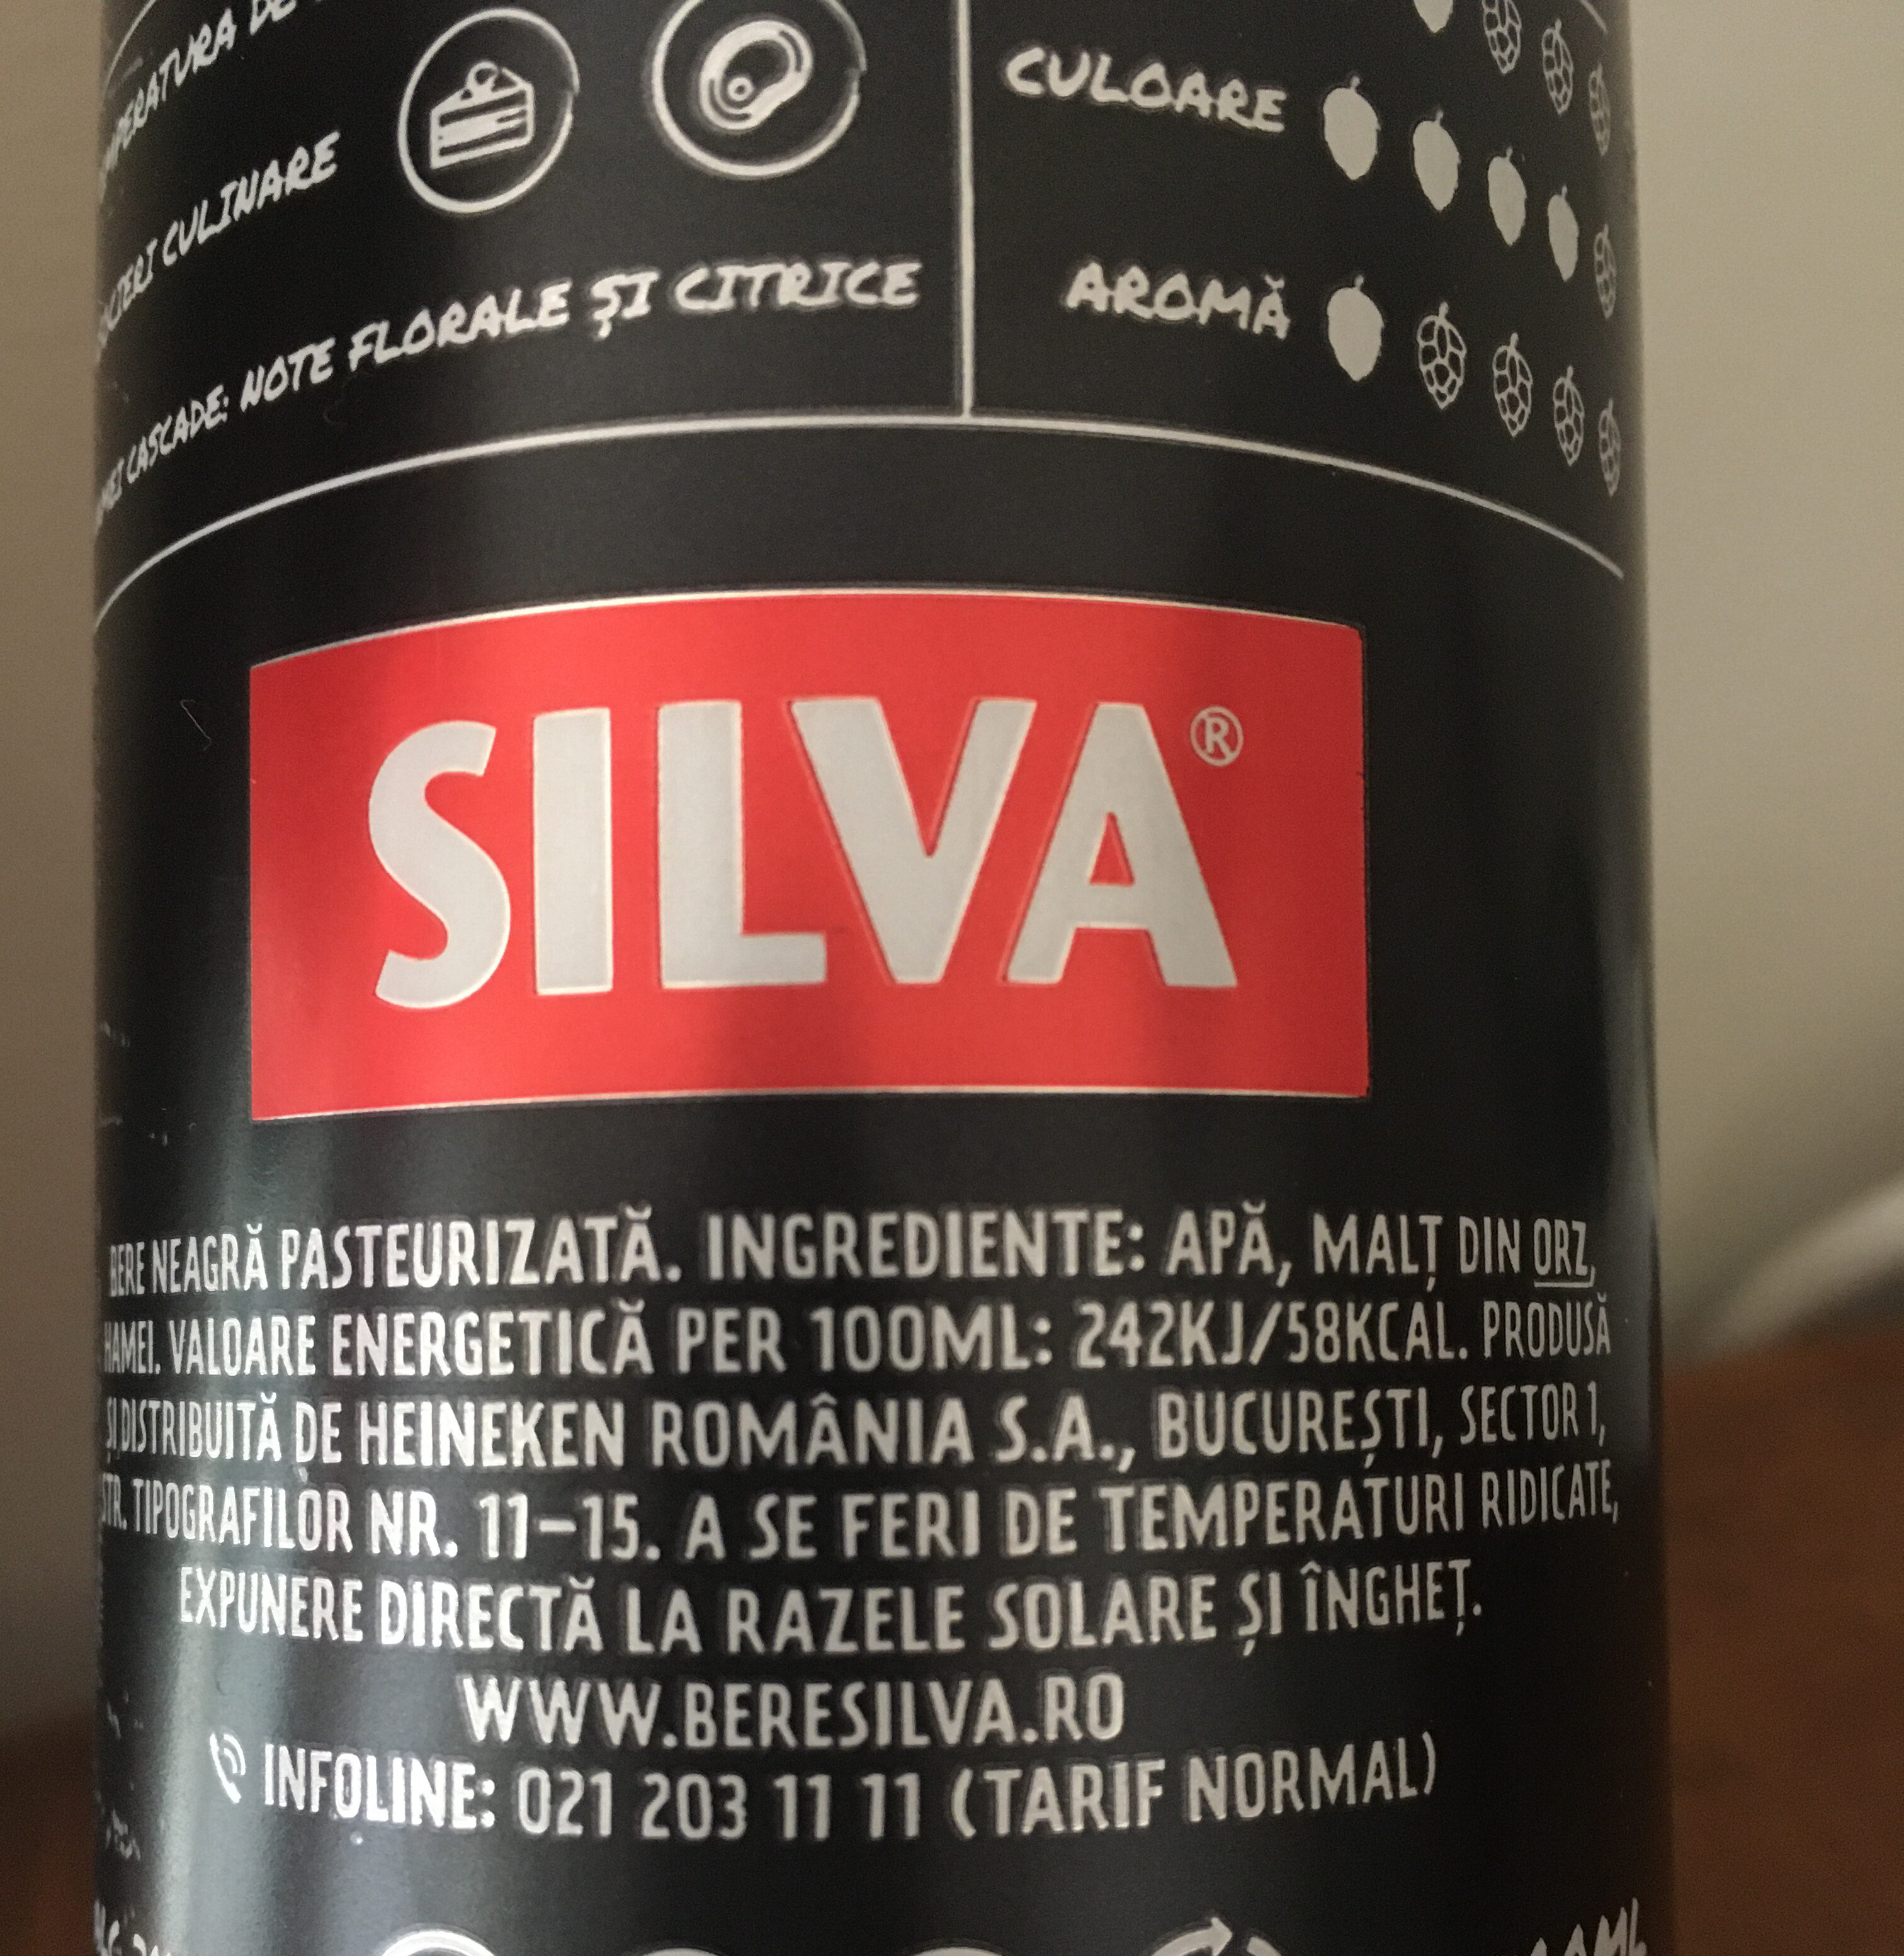 DE
CULINARE
CULOARE
CASCADE: NOTE FLORALE ȘI CITRICE
AROMĂ
SILVA®
BERE NEAGRĂ PASTEURIZATĂ. INGREDIENTE: APĂ, MALȚ DIN ORZ,
HAMEI. VALOARE ENERGETICĂ PER 100ML: 242KJ/58KCAL. PRODUSĂ
ȘI DISTRIBUITĂ DE HEINEKEN ROMÂNIA S.A., BUCUREȘTI, SECTOR 1,
STR. TIPOGRAFILOR NR. 11–15. A SE FERI DE TEMPERATURI RIDICATE,
EXPUNERE DIRECTĂ LA RAZELE SOLARE ȘI ÎNGHEȚ.
WWW.BERESILVA.RO
INFOLINE: 021 203 11 11 (TARIF NORMAL)